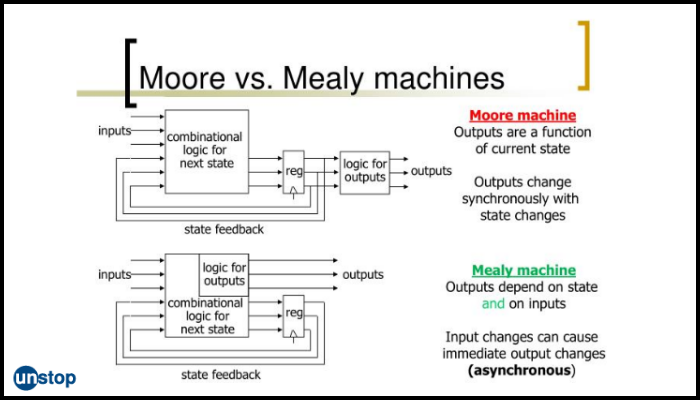 Moore vs. Mealy machines
inputs
combinational
logic for
next state
reg
logic for
outputs
outputs
state feedback
Moore machine
Outputs are a function
of current state
Outputs change
synchronously with
state changes
inputs
logic for
outputs
combinational
logic for
next state
reg
outputs
state feedback
Mealy machine
Outputs depend on state
and on inputs
Input changes can cause
immediate output changes
(asynchronous)
unstop